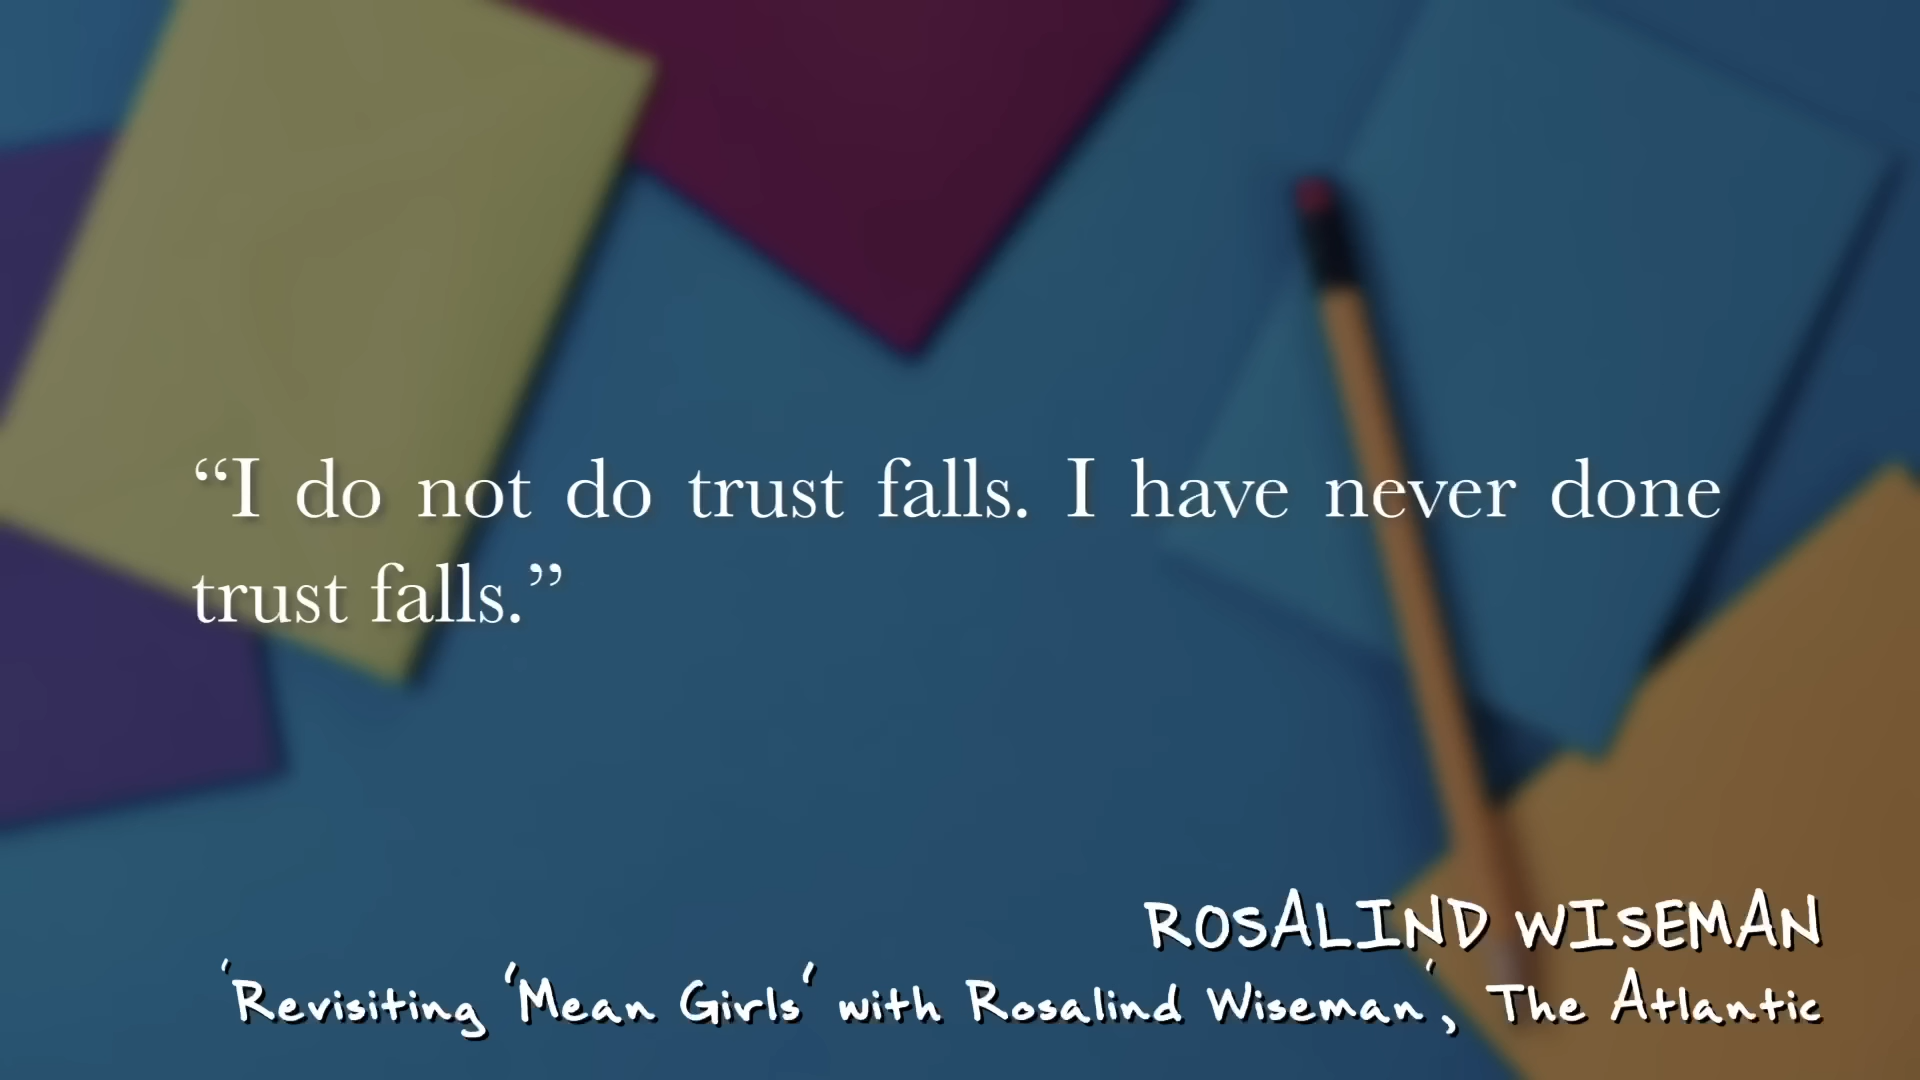 “I do not do trust falls. I have never done
trust falls.”
ROSALIND WISEMAN
'Revisiting 'Mean Girls' with Rosalind Wiseman', The Atlantic